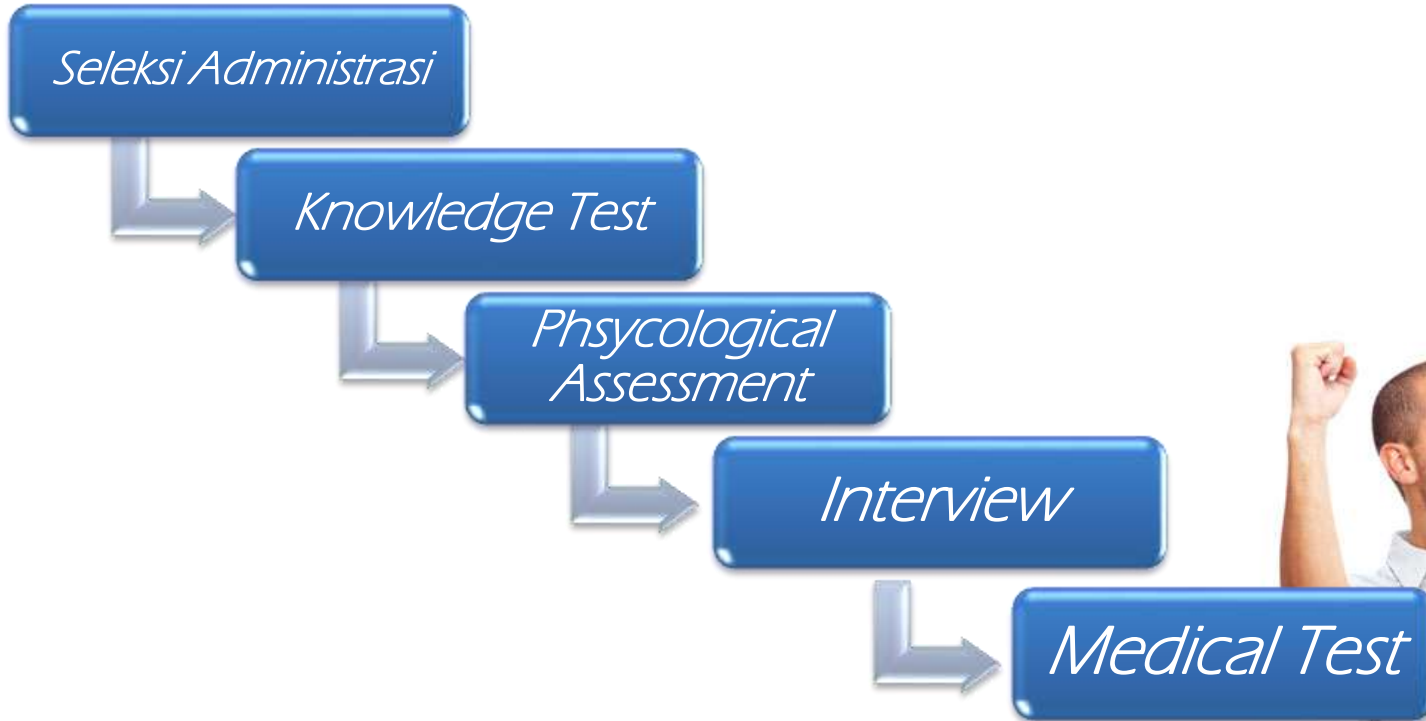 Seleksi Administrasi
Knowledge Test
Phsycological
Assessment
Interview
Medical Test